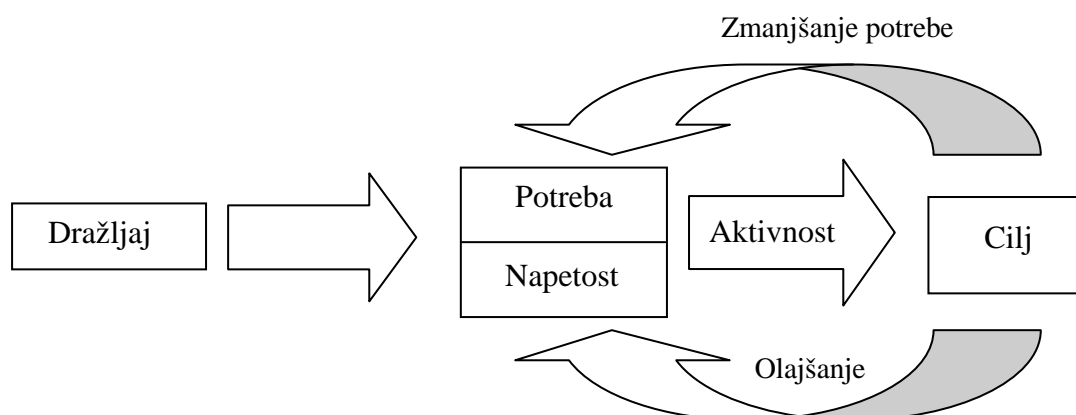 Zmanjšanje potrebe
Dražljaj
Potreba
Napetost
Aktivnost
Cilj
Olajšanje